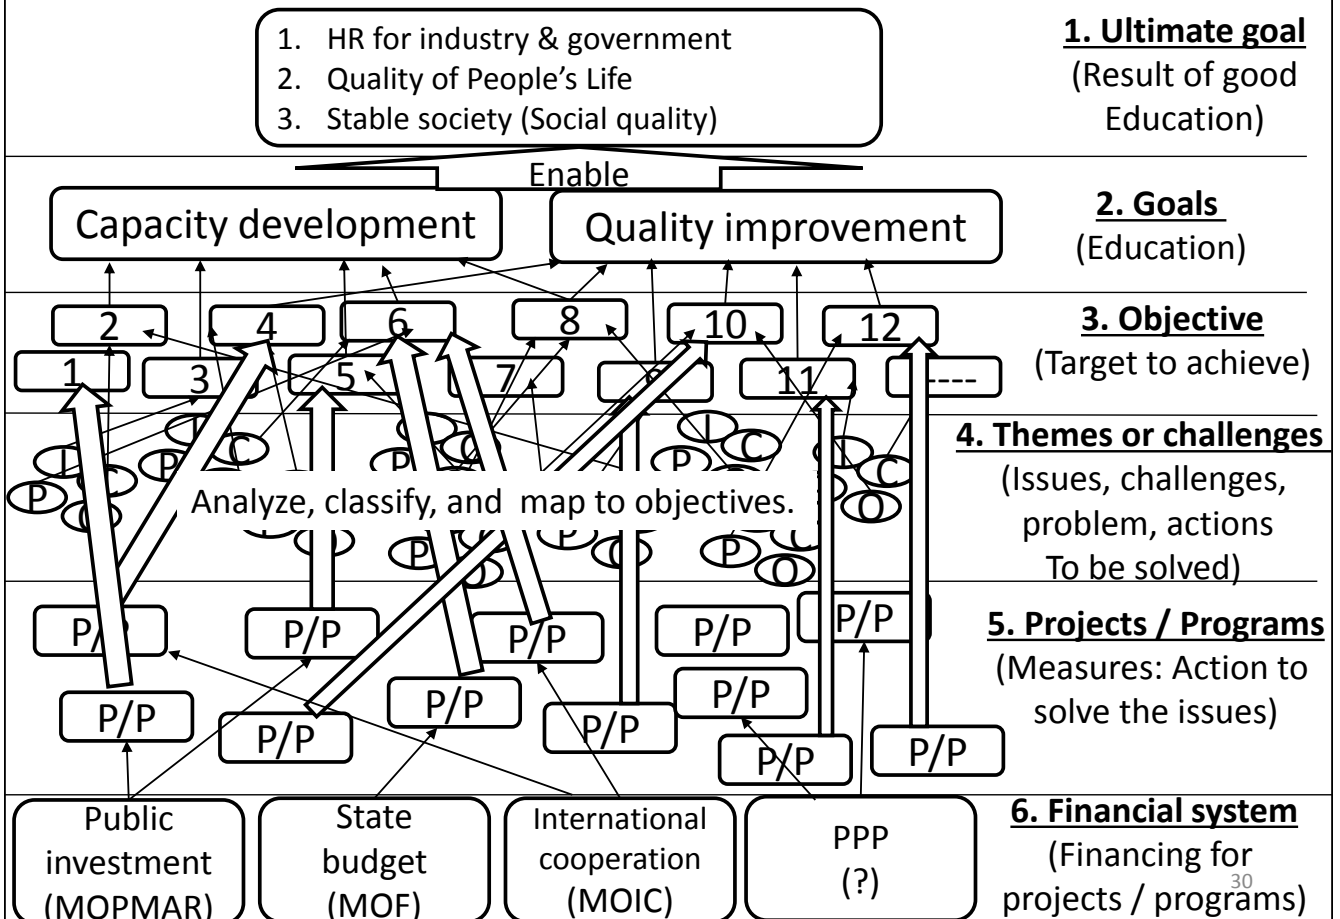 1. HR for industry & government
2. Quality of People's Life
3. Stable society (Social quality)
1. Ultimate goal
(Result of good
Education)
Enable
Capacity development
Quality improvement
2. Goals
(Education)
2
4
6
8
10
12
1
3
5
7
11
----
3. Objective
(Target to achieve)
I
C
P
I
C
P
P
I
C
P
I
C
O
Analyze, classify, and map to objectives.
P
O
P
O
P
C
O
4. Themes or challenges
(Issues, challenges,
problem, actions
To be solved)
P/P
P/P
P/P
P/P
P/P
P/P
P/P
P/P
P/P
P/P
P/P
P/P
5. Projects / Programs
(Measures: Action to
solve the issues)
Public
investment
(MOPMAR)
State
budget
(MOF)
International
cooperation
(MOIC)
PPP
(?)
6. Financial system
(Financing for
projects / programs)
30